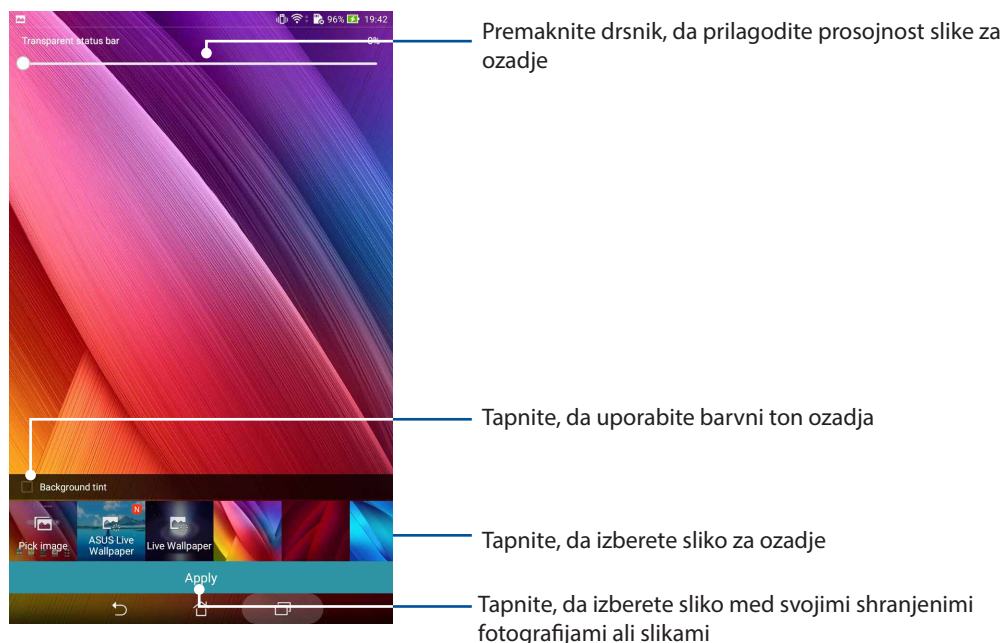 96% 19:42
Transparent status bar 0%
Premaknite drsnik, da prilagodite prosojnost slike za
ozadje
Tapnite, da uporabite barvni ton ozadja
Background tint
N
Pick image
ASUS Live
Wallpaper
Live Wallpaper
Tapnite, da izberete sliko za ozadje
Apply
Tapnite, da izberete sliko med svojimi shranjenimi
fotografijami ali slikami